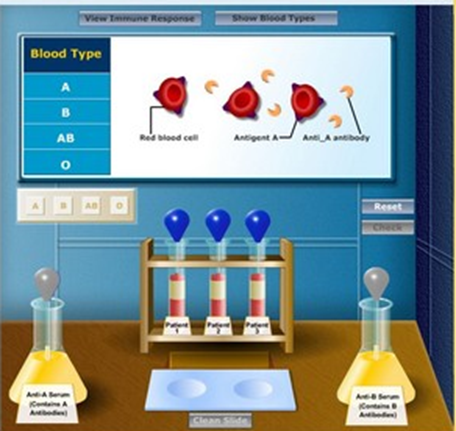 View Immune Response
Show Blood Types
Blood Type
A
B
AB
O
Red blood cell
Antigent A
Anti_A antibody
A B AB O
Reset
Check
Patient
1
Patient
2
Patient
3
Anti-A Serum
(Contains A
Antibodies)
Anti-B Serum
(Contains B
Antibodies)
Clean Slide